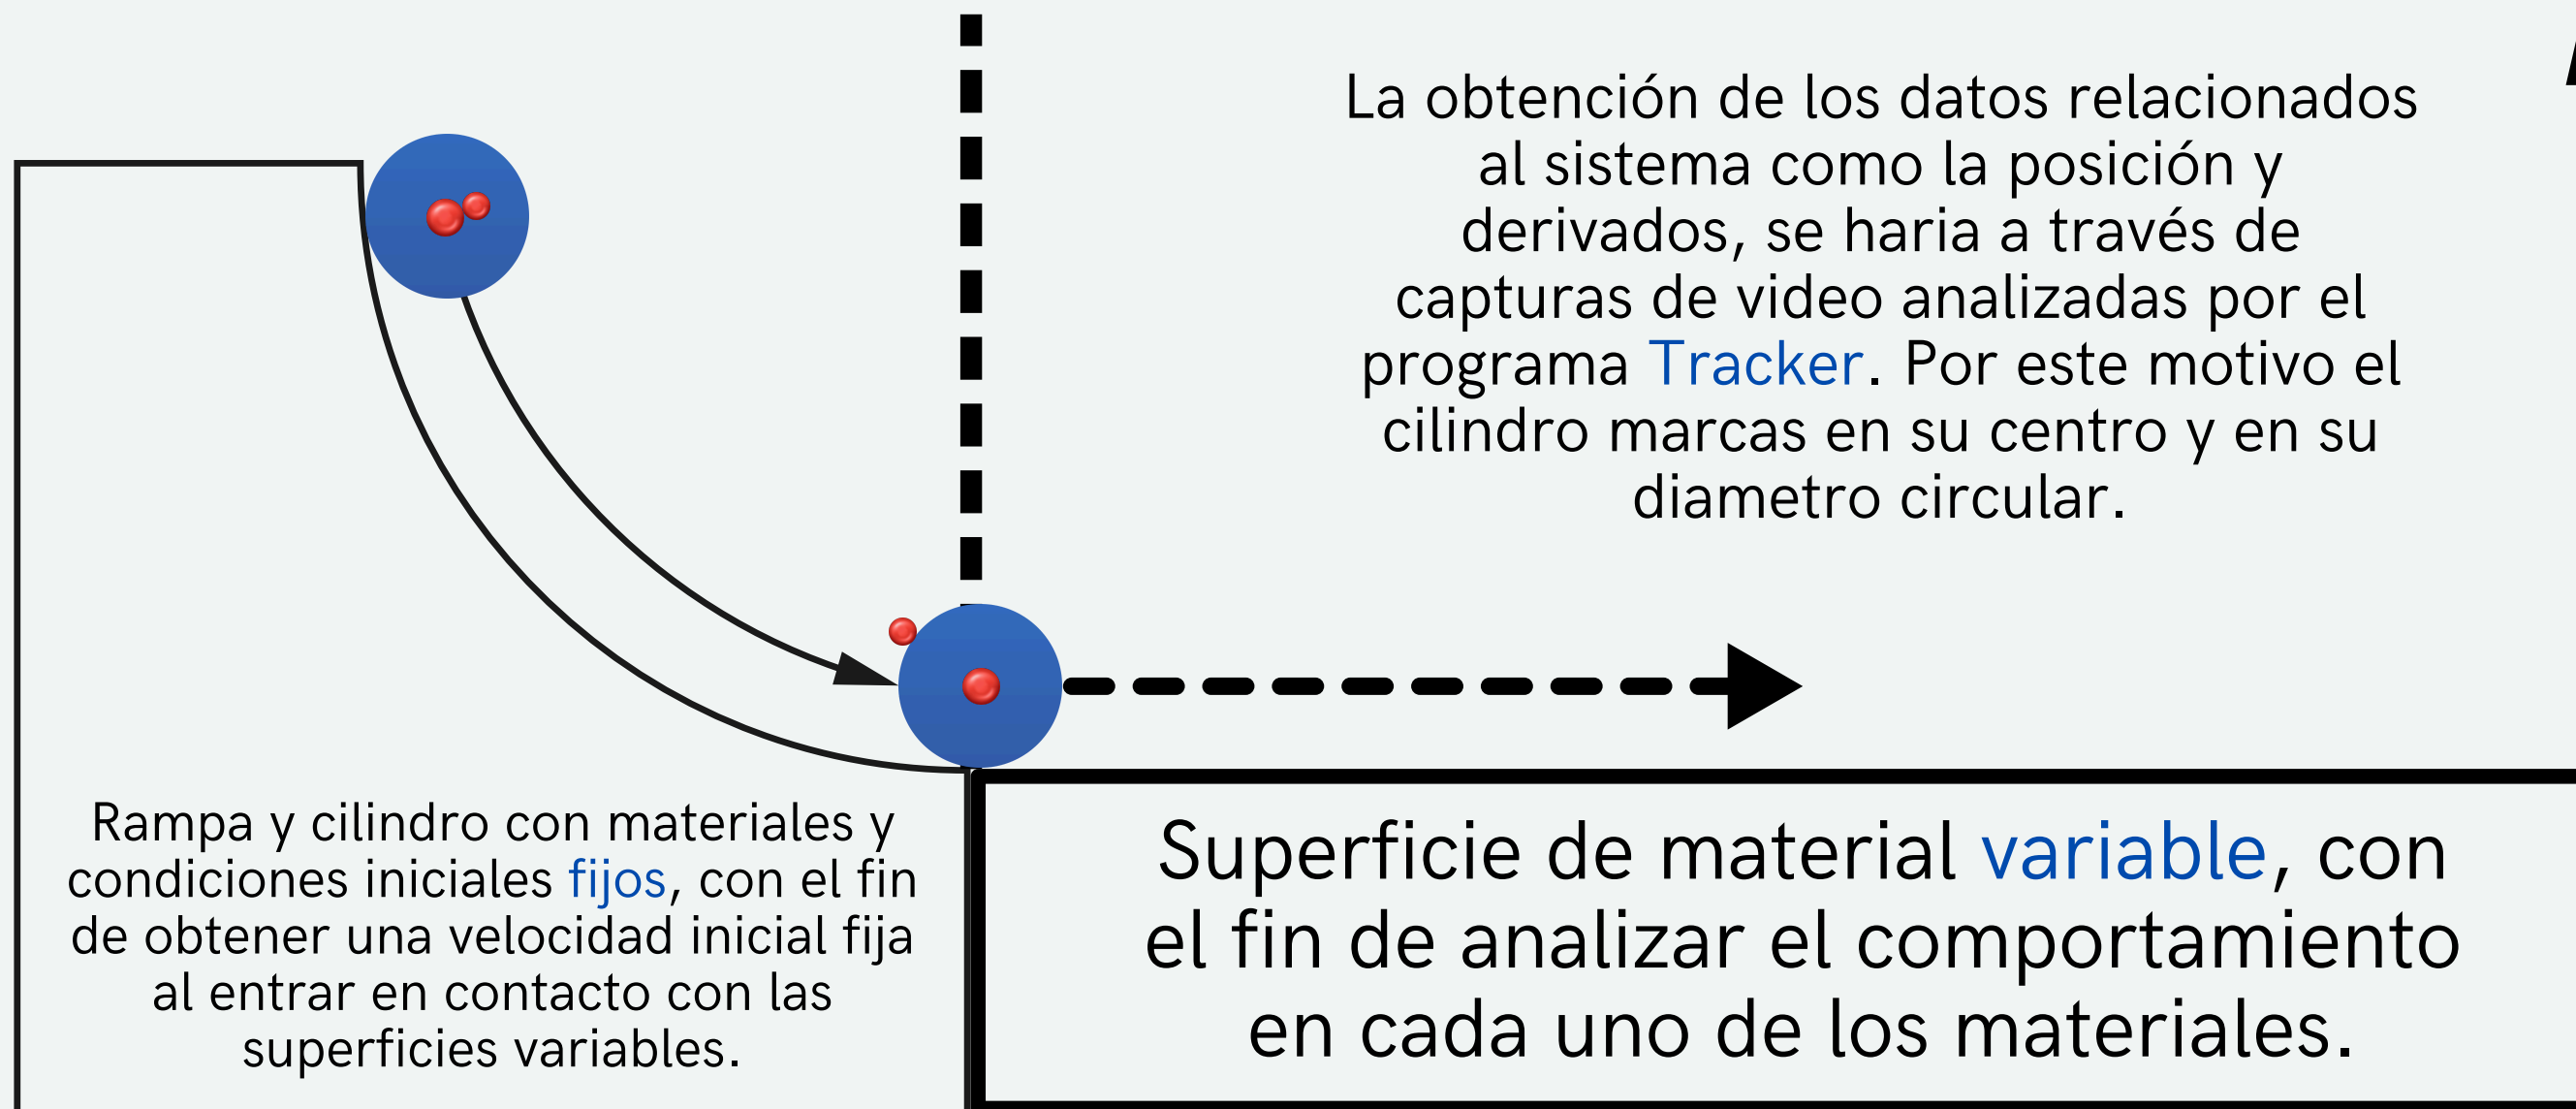 La obtención de los datos relacionados
al sistema como la posición y
derivados, se haria a través de
capturas de video analizadas por el
programa Tracker. Por este motivo el
cilindro marcas en su centro y en su
diametro circular.
Rampa y cilindro con materiales y
condiciones iniciales fijos, con el fin
de obtener una velocidad inicial fija
al entrar en contacto con las
superficies variables.
Superficie de material variable, con
el fin de analizar el comportamiento
en cada uno de los materiales.